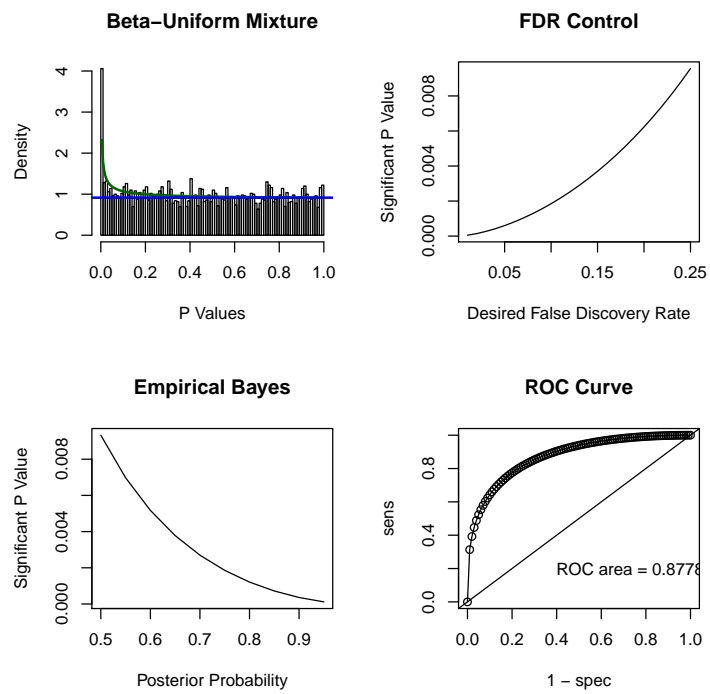 Beta−Uniform Mixture
Density
0
1
2
3
4
0.0 0.2 0.4 0.6 0.8 1.0
P Values
FDR Control
Significant P Value
0.000
0.004
0.008
0.05 0.15 0.25
Desired False Discovery Rate
Empirical Bayes
Significant P Value
0.000
0.004
0.008
0.5 0.6 0.7 0.8 0.9
Posterior Probability
ROC Curve
sens
0.0
0.4
0.8
ROC area = 0.8778
0.0 0.2 0.4 0.6 0.8 1.0
1 − spec